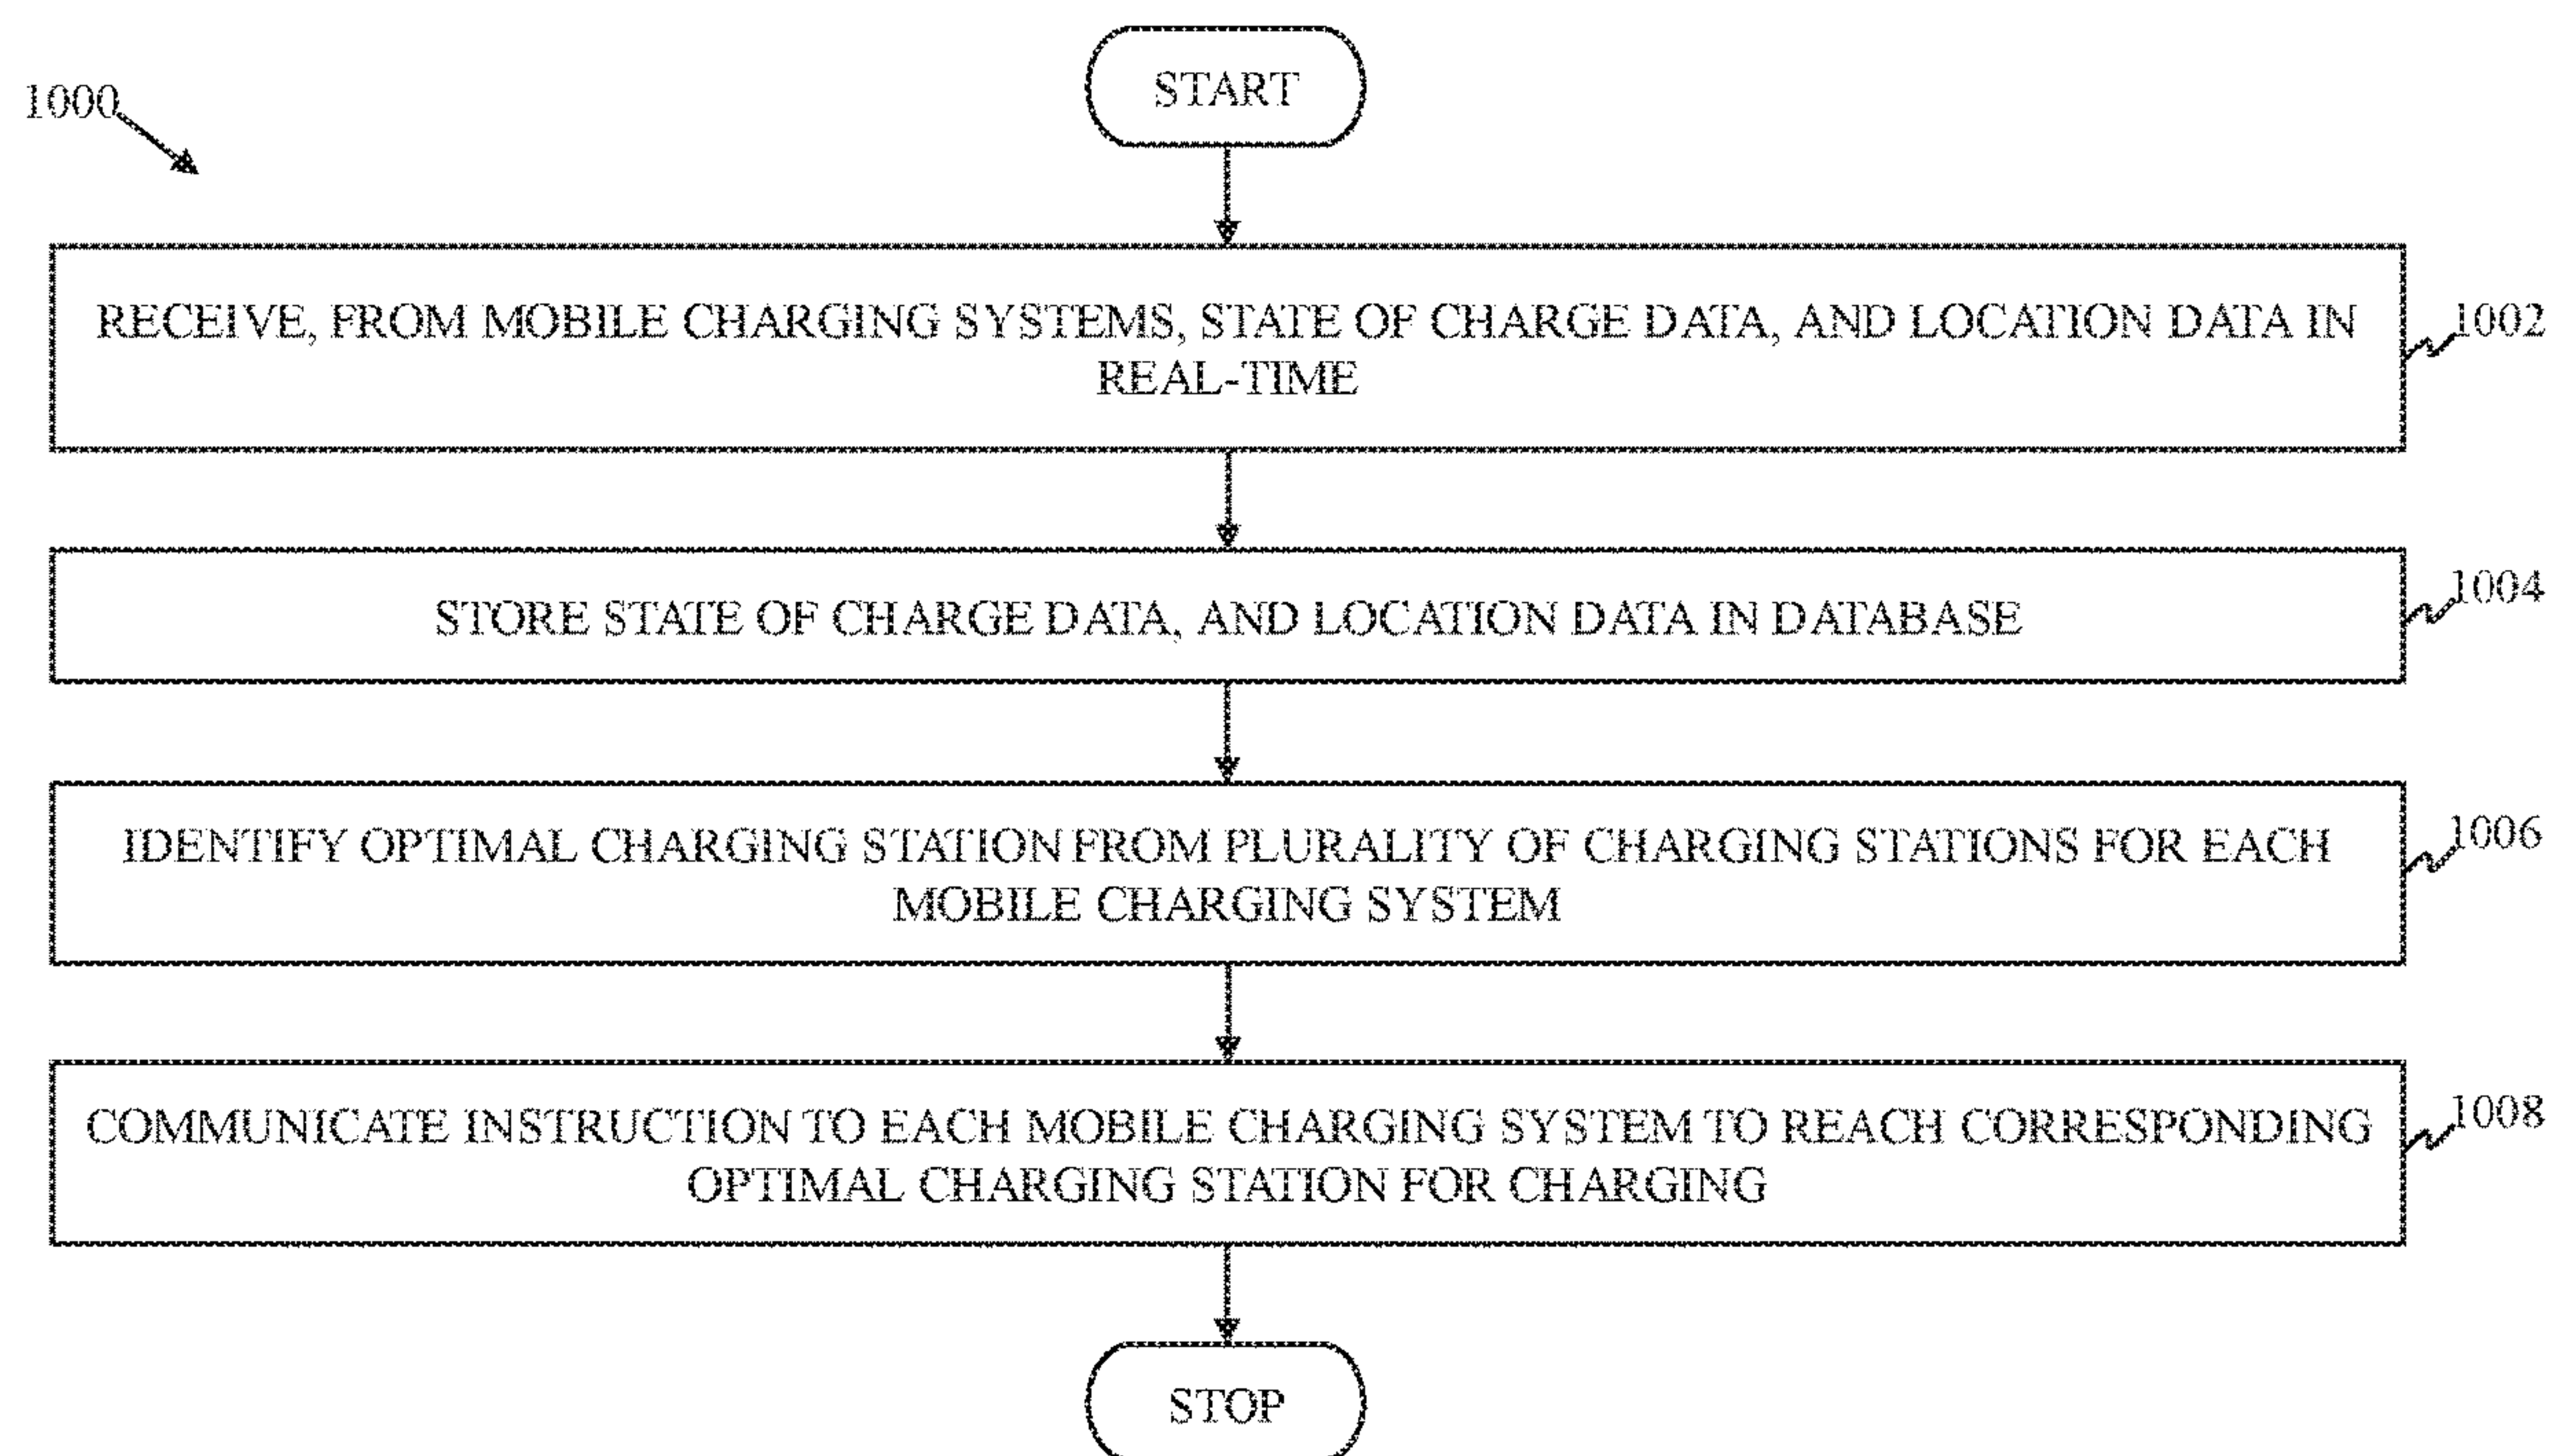 START
1000
RECEIVE, FROM MOBILE CHARGING SYSTEMS, STATE OF CHARGE DATA, AND LOCATION DATA IN
REAL-TIME
1002
STORE STATE OF CHARGE DATA, AND LOCATION DATA IN DATABASE
1004
IDENTIFY OPTIMAL CHARGING STATION FROM PLURALITY OF CHARGING STATIONS FOR EACH
MOBILE CHARGING SYSTEM
1006
COMMUNICATE INSTRUCTION TO EACH MOBILE CHARGING SYSTEM TO REACH CORRESPONDING
OPTIMAL CHARGING STATION FOR CHARGING
1008
STOP